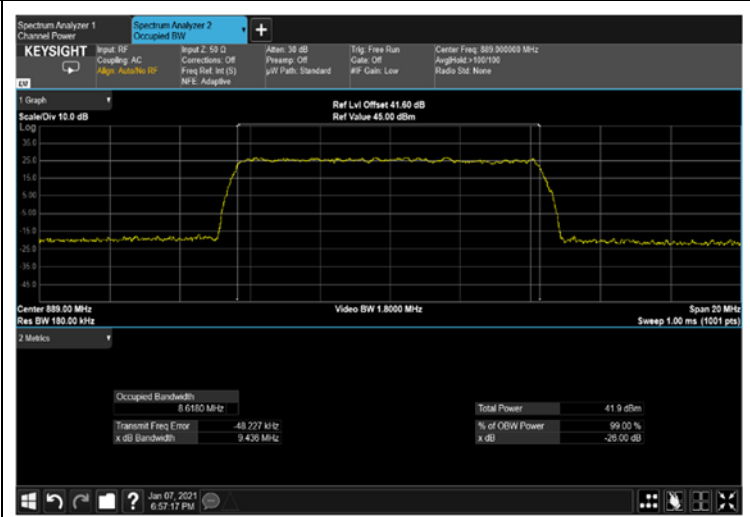 Spectrum Analyzer 1
Channel Power
Spectrum Analyzer 2
Occupied BW
+
KEYSIGHT
Input: RF
Coupling: AC
Align: Auto/No RF
Input Z: 50 Ω
Corrections: Off
Freq Ref: Int (S)
NFE: Adaptive
Atten: 30 dB
Preamp: Off
µW Path: Standard
Trig: Free Run
Gate: Off
#IF Gain: Low
Center Freq: 889.000000 MHz
Avg|Hold:>100/100
Radio Std: None
1 Graph
Scale/Div 10.0 dB
Ref Lvl Offset 41.60 dB
Ref Value 45.00 dBm
Log
35.0
25.0
15.0
5.00
-5.00
-15.0
-25.0
-35.0
-45.0
Center 889.00 MHz
Res BW 180.00 kHz
Video BW 1.8000 MHz
Span 20 MHz
Sweep 1.00 ms (1001 pts)
2 Metrics
Occupied Bandwidth
8.6180 MHz
Transmit Freq Error -48.227 kHz
x dB Bandwidth 9.436 MHz
Total Power 41.9 dBm
% of OBW Power 99.00 %
x dB -26.00 dB
?
Jan 07, 2021
6:57:17 PM